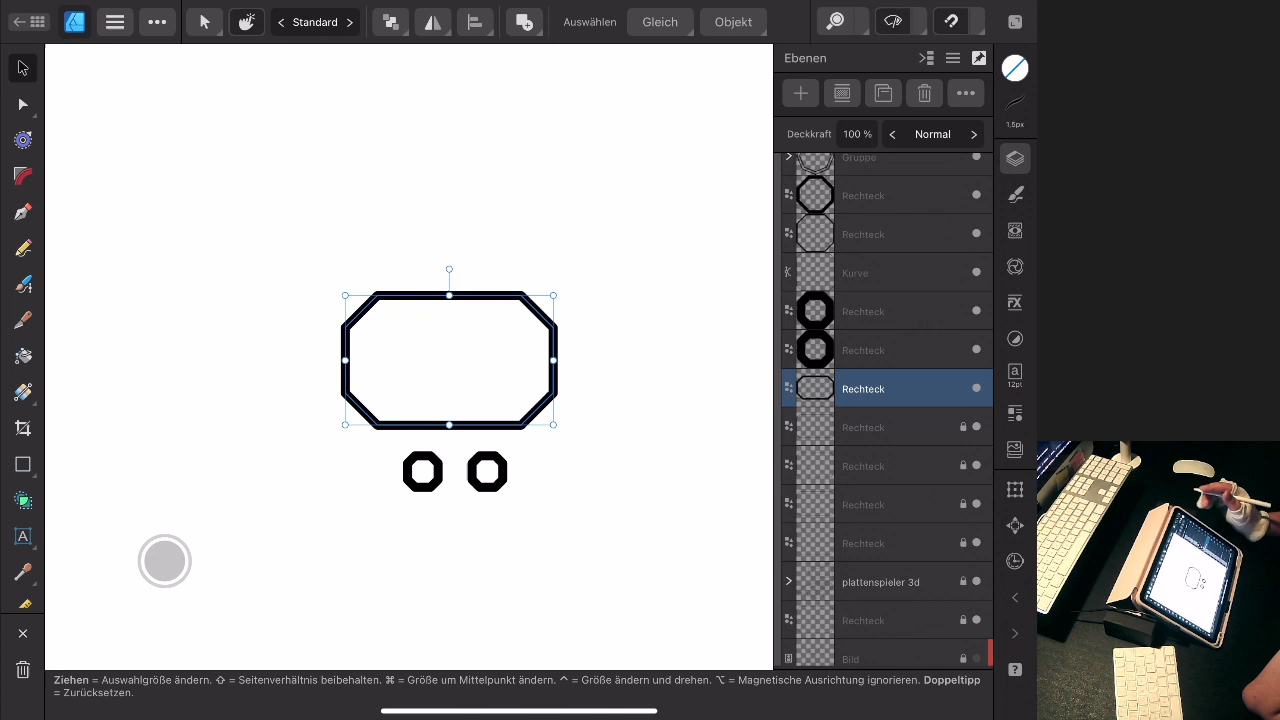 Standard
Auswählen
Gleich
Objekt
Ebenen
Deckkraft
100 %
Normal
1,5px
Gruppe
Rechteck
Rechteck
Kurve
Rechteck
Rechteck
Rechteck
Rechteck
Rechteck
Rechteck
Rechteck
plattenspieler 3d
Rechteck
Bild
FX
a
12pt
A
?
Ziehen = Auswahlgröße ändern. ⇧ = Seitenverhältnis beibehalten. ⌘ = Größe um Mittelpunkt ändern. ^ = Größe ändern und drehen. ⌥ = Magnetische Ausrichtung ignorieren. Doppeltipp
= Zurücksetzen.